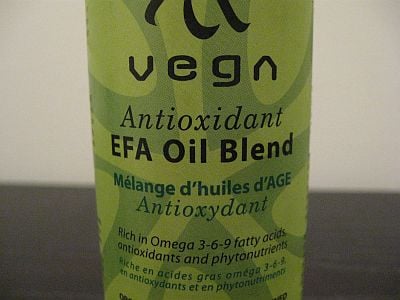 vega
Antioxidant
EFA Oil Blend
Mélange d'huiles d'AGE
Antioxydant
Rich in Omega 3-6-9 fatty acids,
antioxidants and phytonutrients
Riche en acides gras oméga 3-6-9,
en antioxydants et en phytonutriments